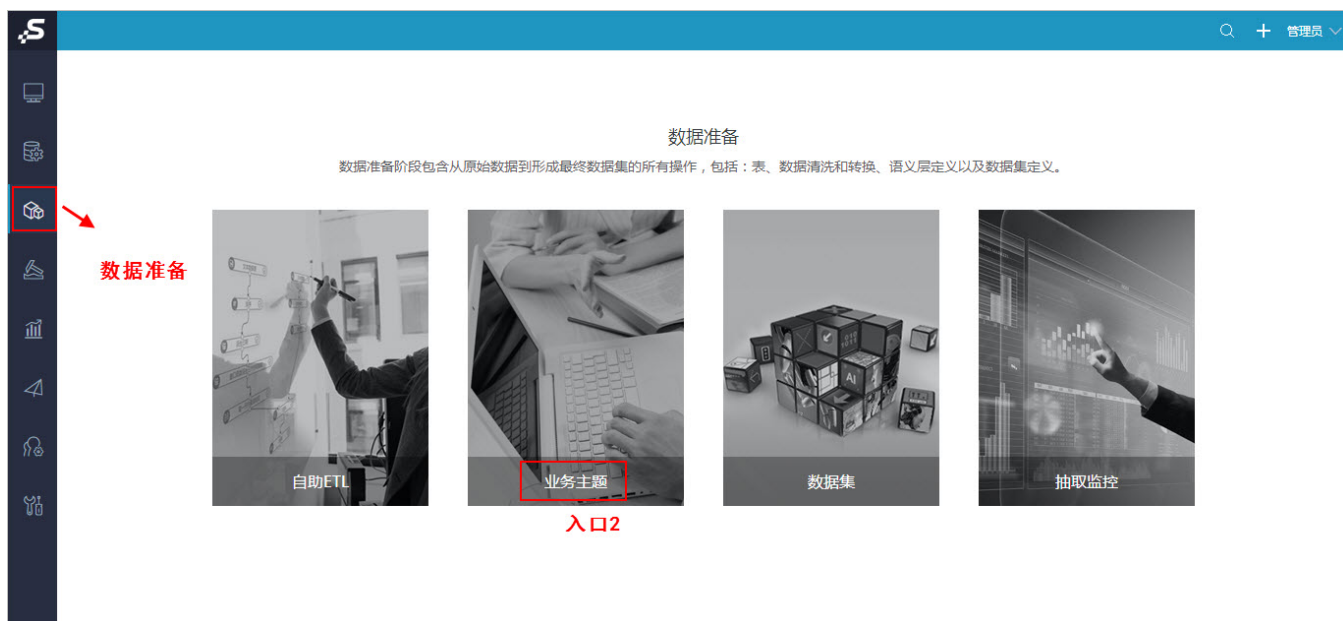 S
管理员
数据准备
数据准备阶段包含从原始数据到形成最终数据集的所有操作，包括：表、数据清洗和转换、语义层定义以及数据集定义。
数据准备
自助ETL
业务主题
数据集
抽取监控
入口2